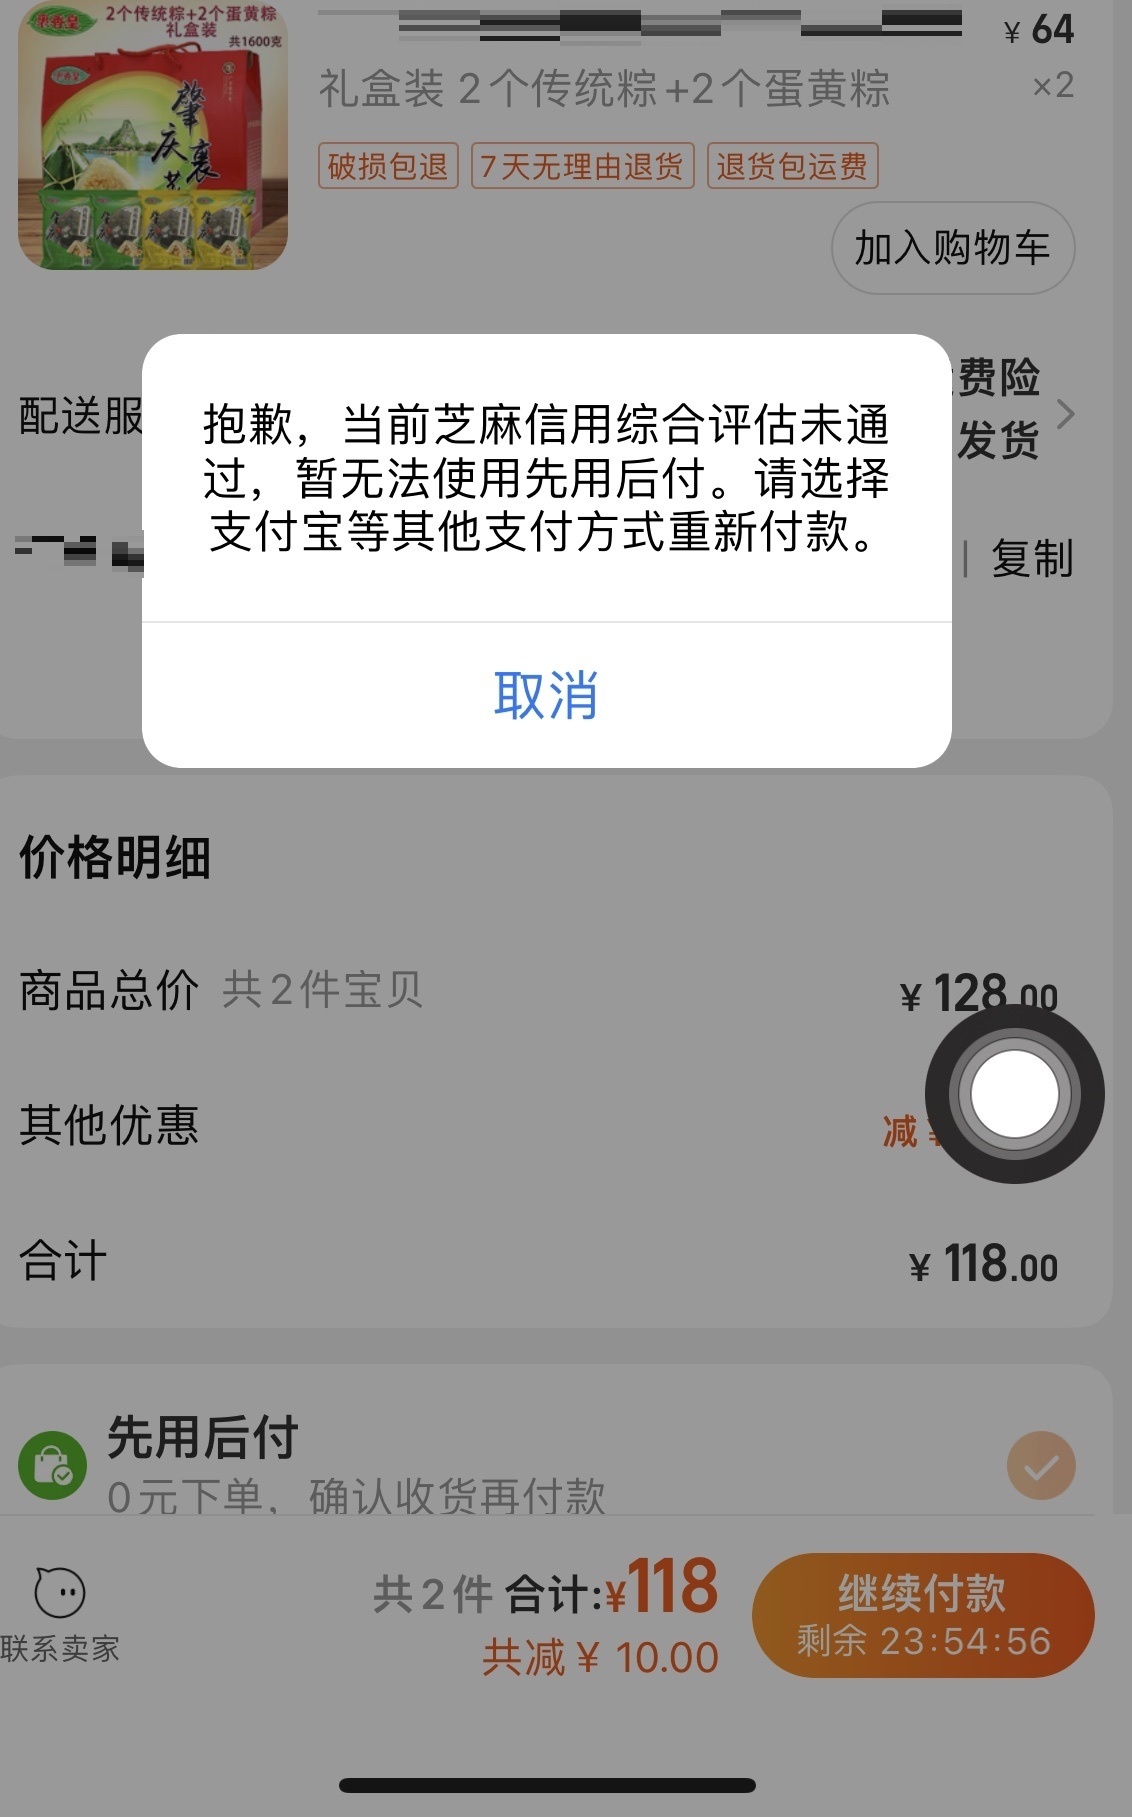 果香皇
2个传统粽+2个蛋黄粽
礼盒装
共1600克
肇庆裹
¥ 64
礼盒装 2个传统粽+2个蛋黄粽
×2
破损包退 7天无理由退货 退货包运费
加入购物车
配送服
费险
发货
抱歉，当前芝麻信用综合评估未通
过，暂无法使用先用后付。请选择
支付宝等其他支付方式重新付款。
| 复制
取消
价格明细
商品总价 共2件宝贝 ¥ 128.00
其他优惠 减 ¥
合计 ¥ 118.00
先用后付
0元下单，确认收货再付款
联系卖家
共2件 合计:¥118
共减 ¥ 10.00
继续付款
剩余 23:54:56